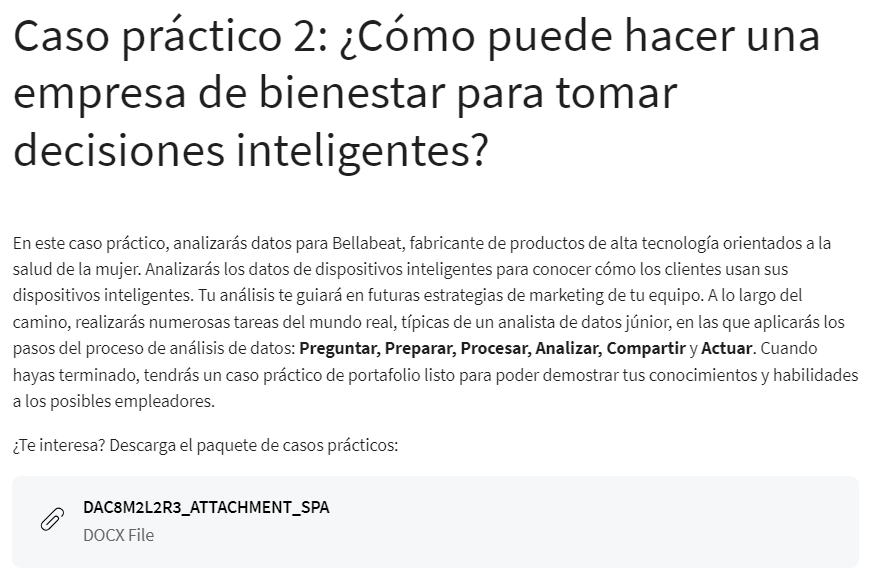 Caso práctico 2: ¿Cómo puede hacer una
empresa de bienestar para tomar
decisiones inteligentes?
En este caso práctico, analizarás datos para Bellabeat, fabricante de productos de alta tecnología orientados a la
salud de la mujer. Analizarás los datos de dispositivos inteligentes para conocer cómo los clientes usan sus
dispositivos inteligentes. Tu análisis te guiará en futuras estrategias de marketing de tu equipo. A lo largo del
camino, realizarás numerosas tareas del mundo real, típicas de un analista de datos júnior, en las que aplicarás los
pasos del proceso de análisis de datos: Preguntar, Preparar, Procesar, Analizar, Compartir y Actuar. Cuando
hayas terminado, tendrás un caso práctico de portafolio listo para poder demostrar tus conocimientos y habilidades
a los posibles empleadores.
¿Te interesa? Descarga el paquete de casos prácticos:
DAC8M2L2R3_ATTACHMENT_SPA
DOCX File